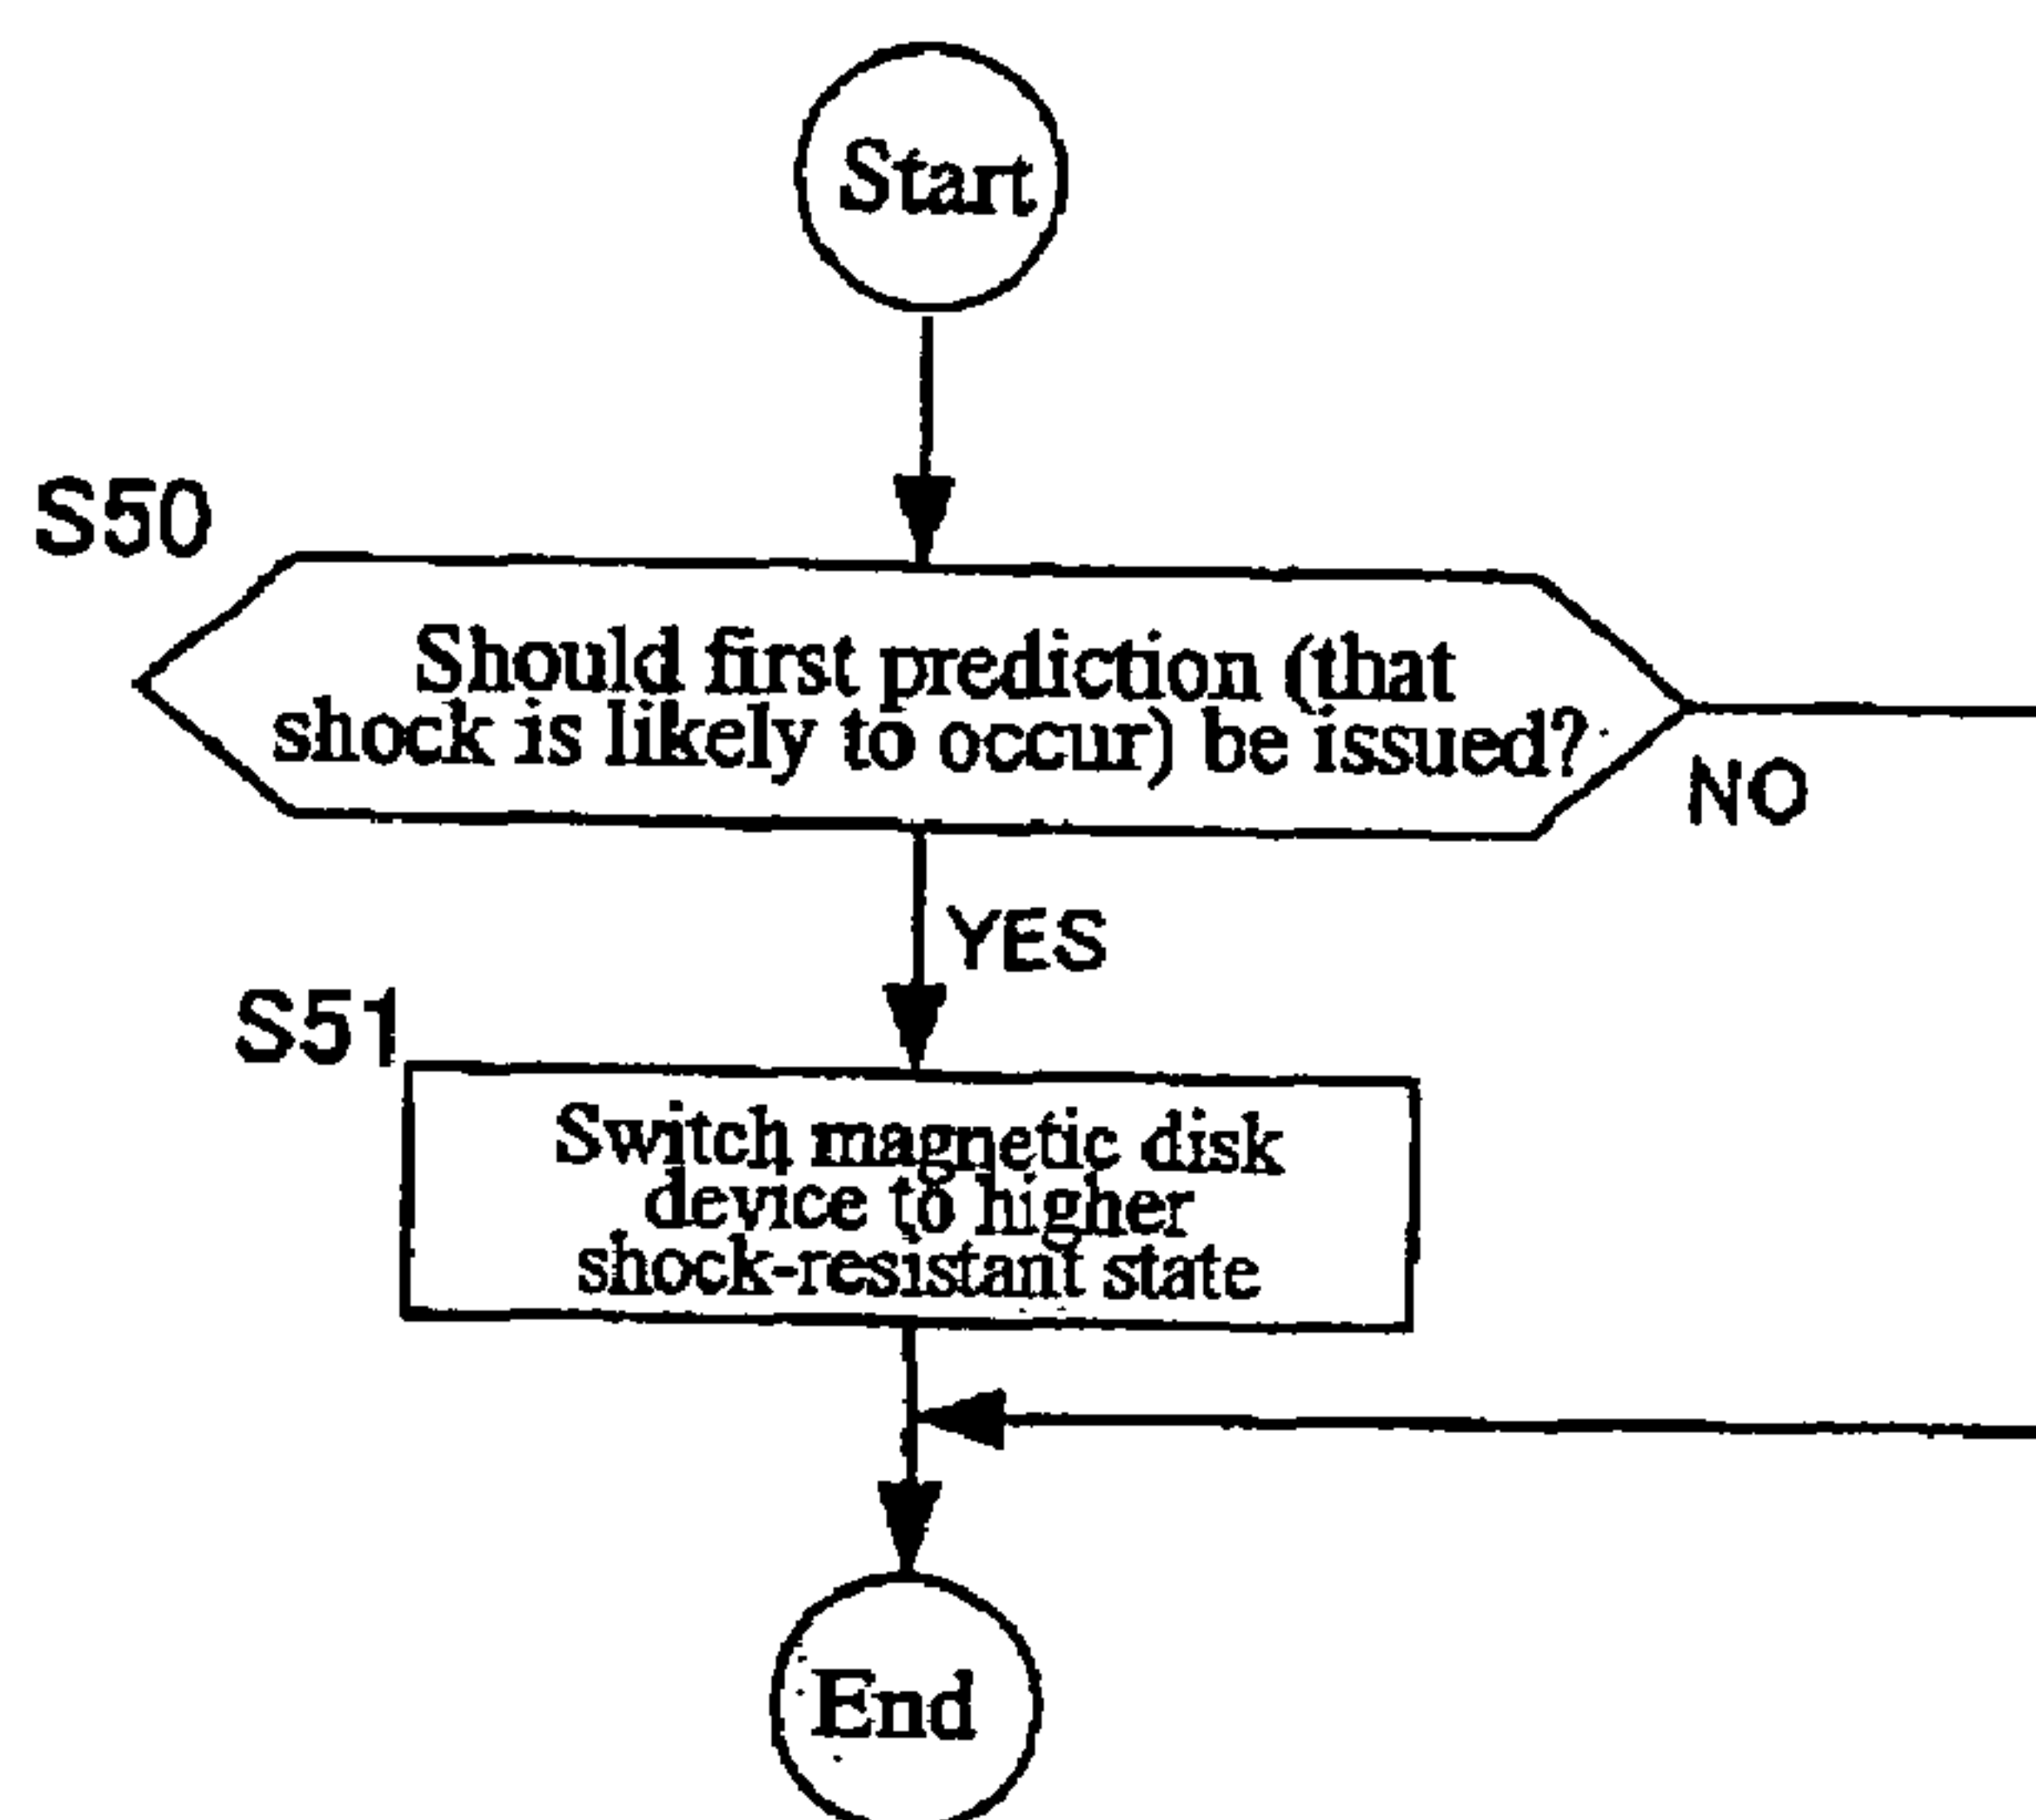 Start
S50
Should first prediction (that
shock is likely to occur) be issued?
NO
YES
S51
Switch magnetic disk
device to higher
shock-resistant state
End